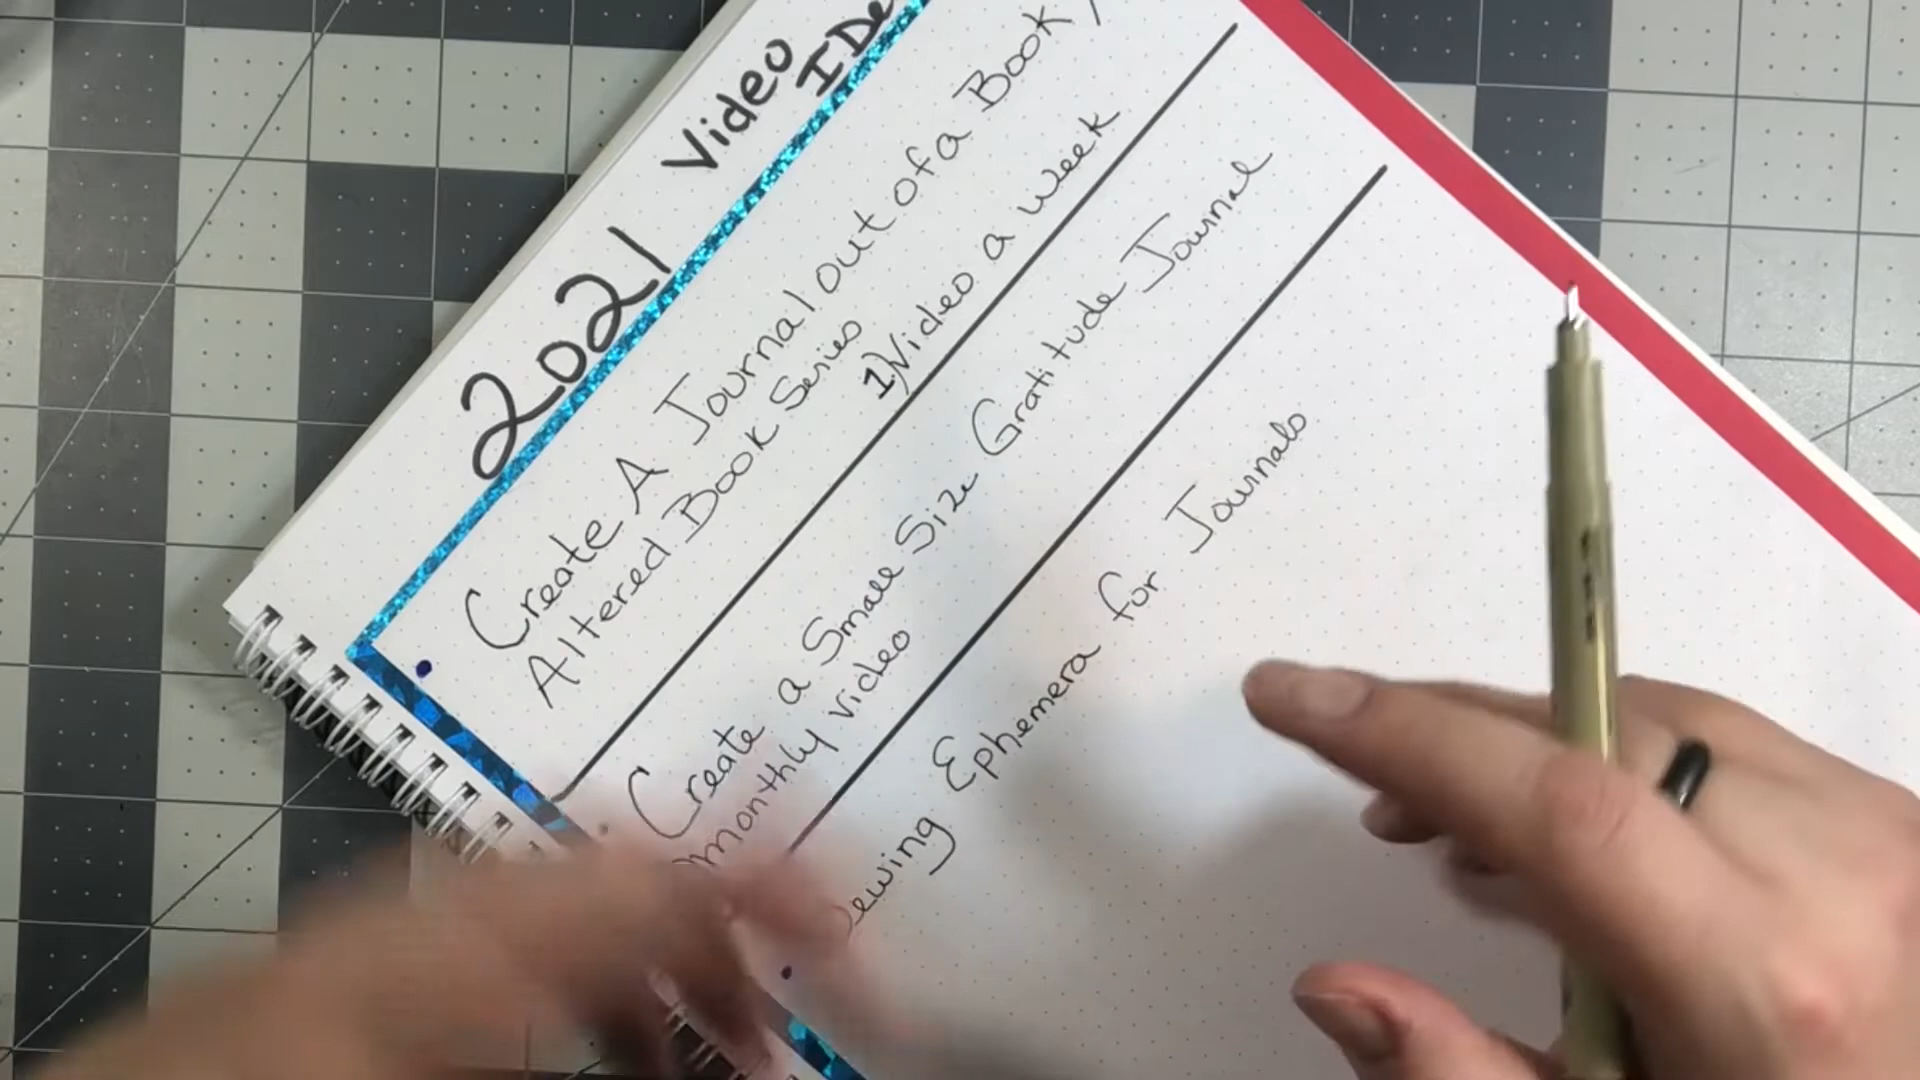 2021 Video
Create A Journal out of a Book /
Altered Book Series
1) Video a week
Create a Small Size Gratitude Journal
monthly video
Ephemera for Journals